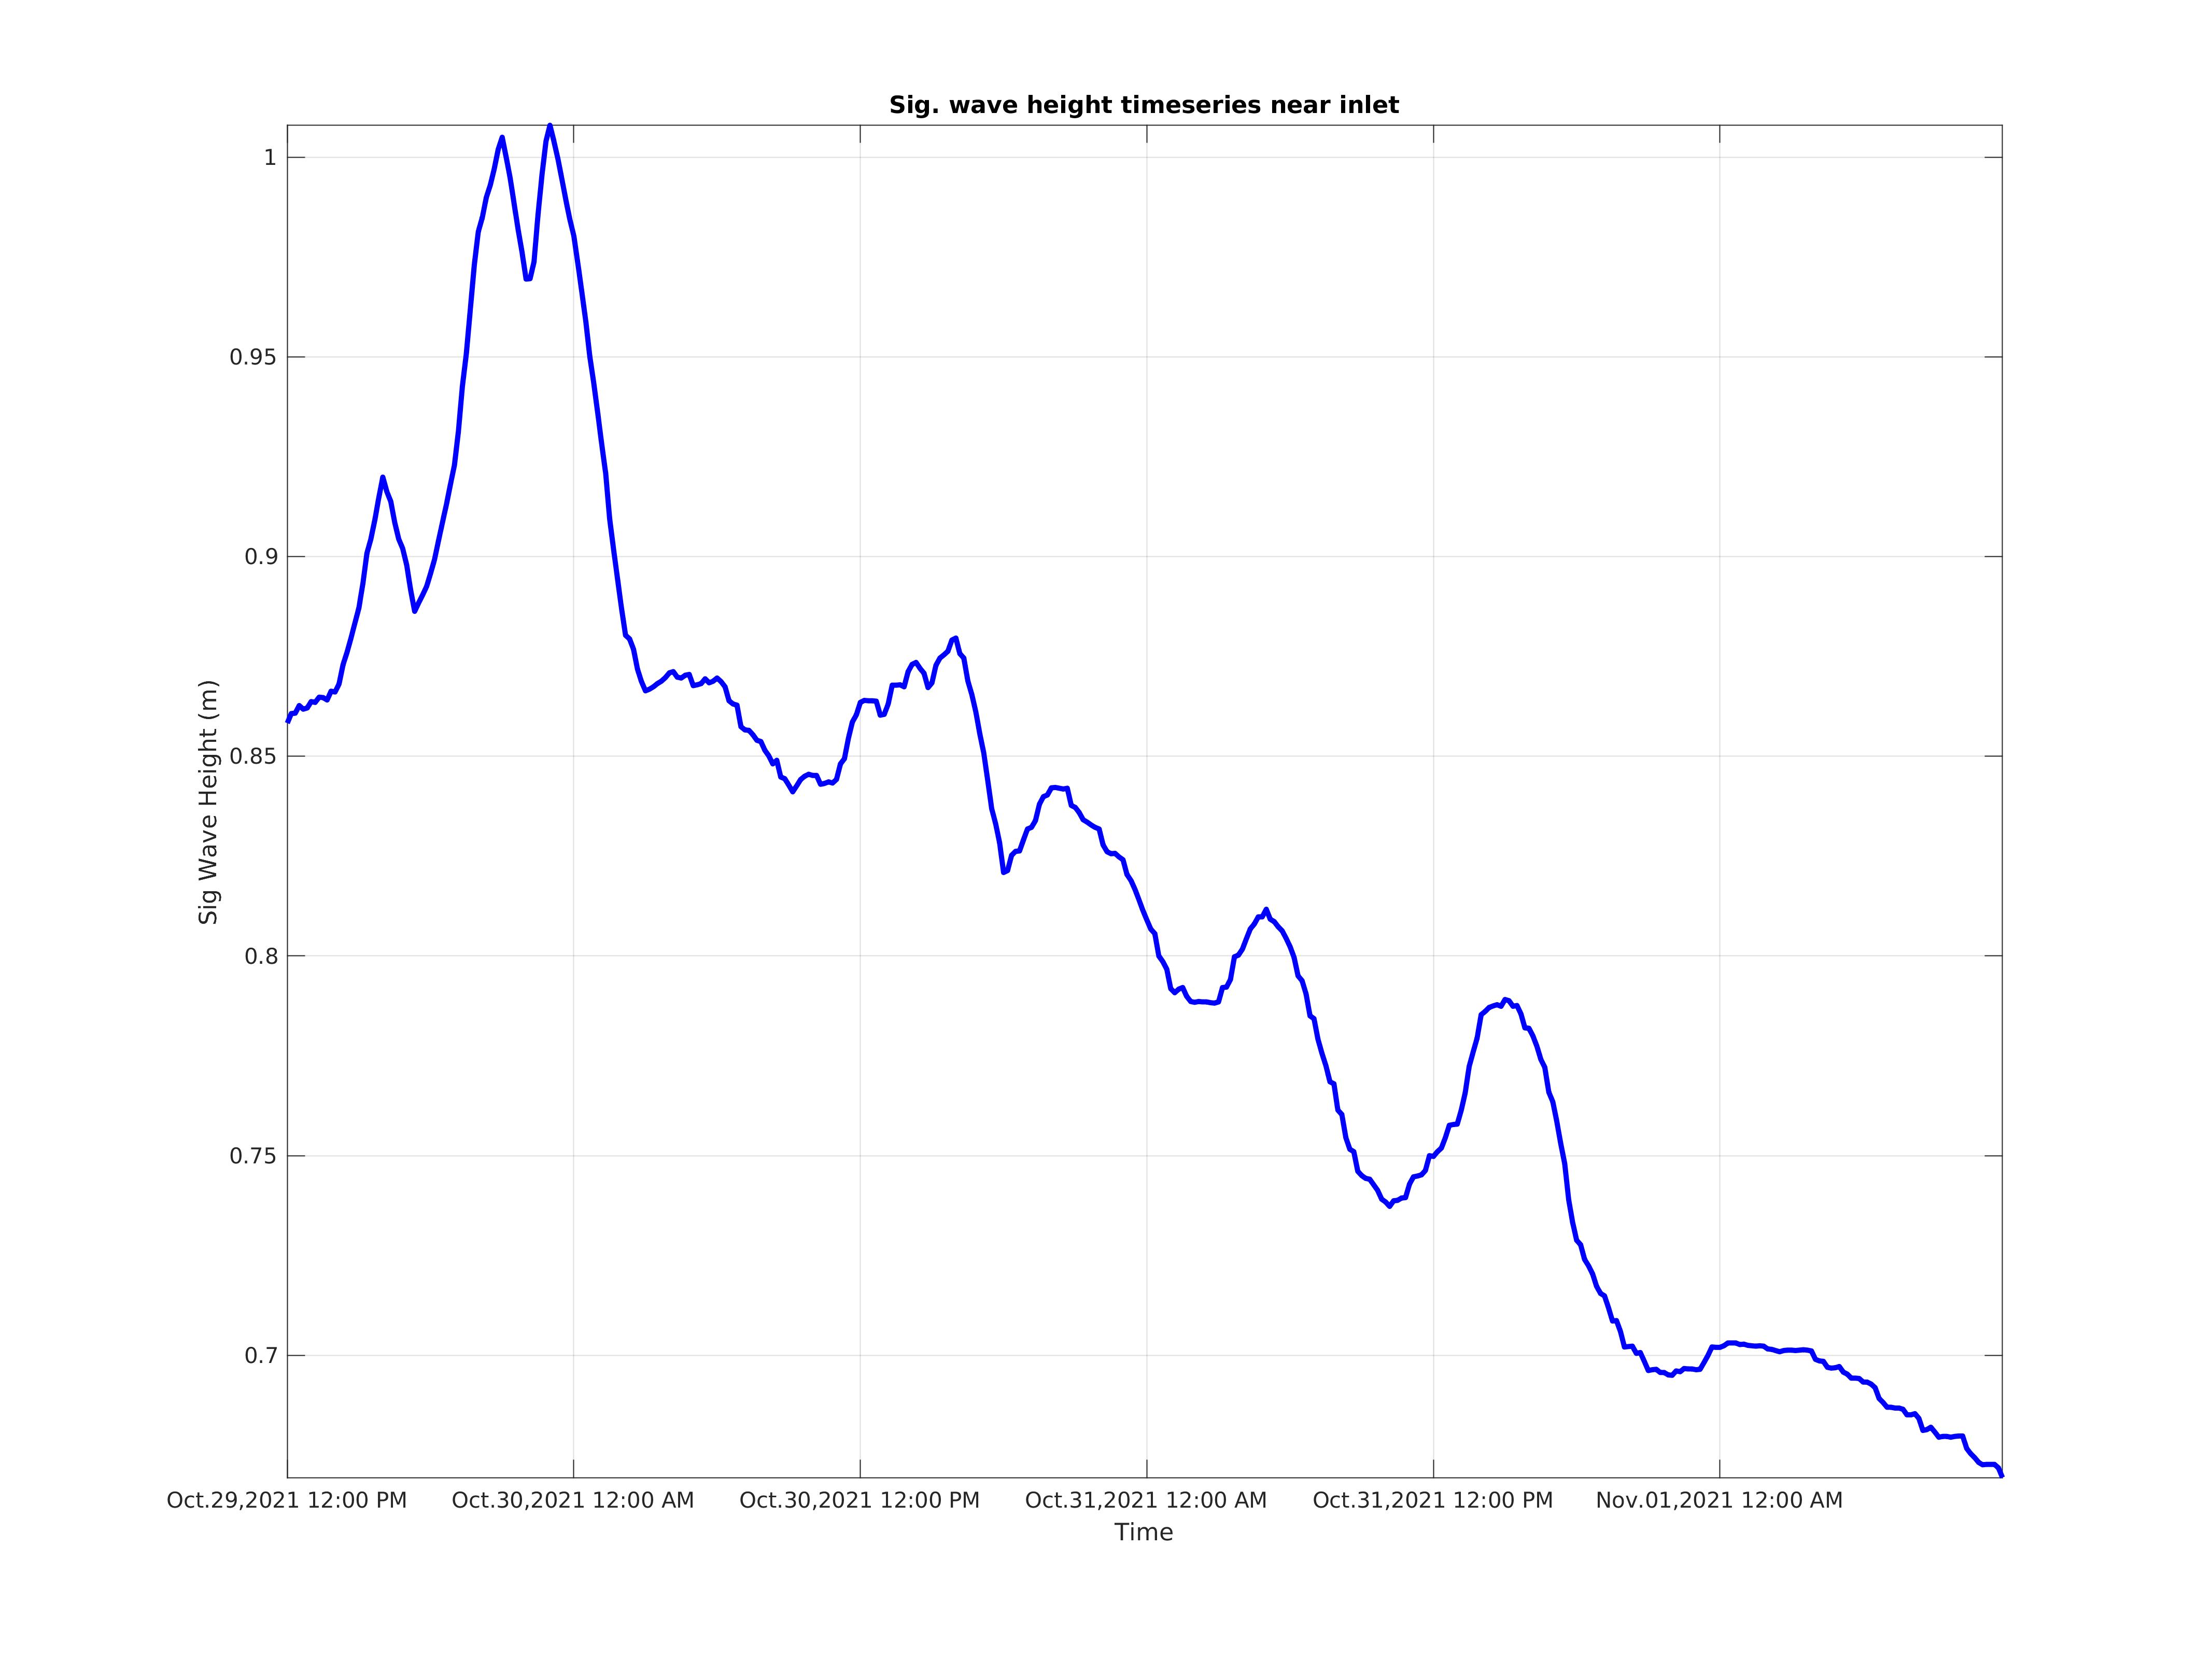 Sig. wave height timeseries near inlet
1
0.95
0.9
0.85
0.8
0.75
0.7
Sig Wave Height (m)
Oct.29,2021 12:00 PM
Oct.30,2021 12:00 AM
Oct.30,2021 12:00 PM
Oct.31,2021 12:00 AM
Oct.31,2021 12:00 PM
Nov.01,2021 12:00 AM
Time